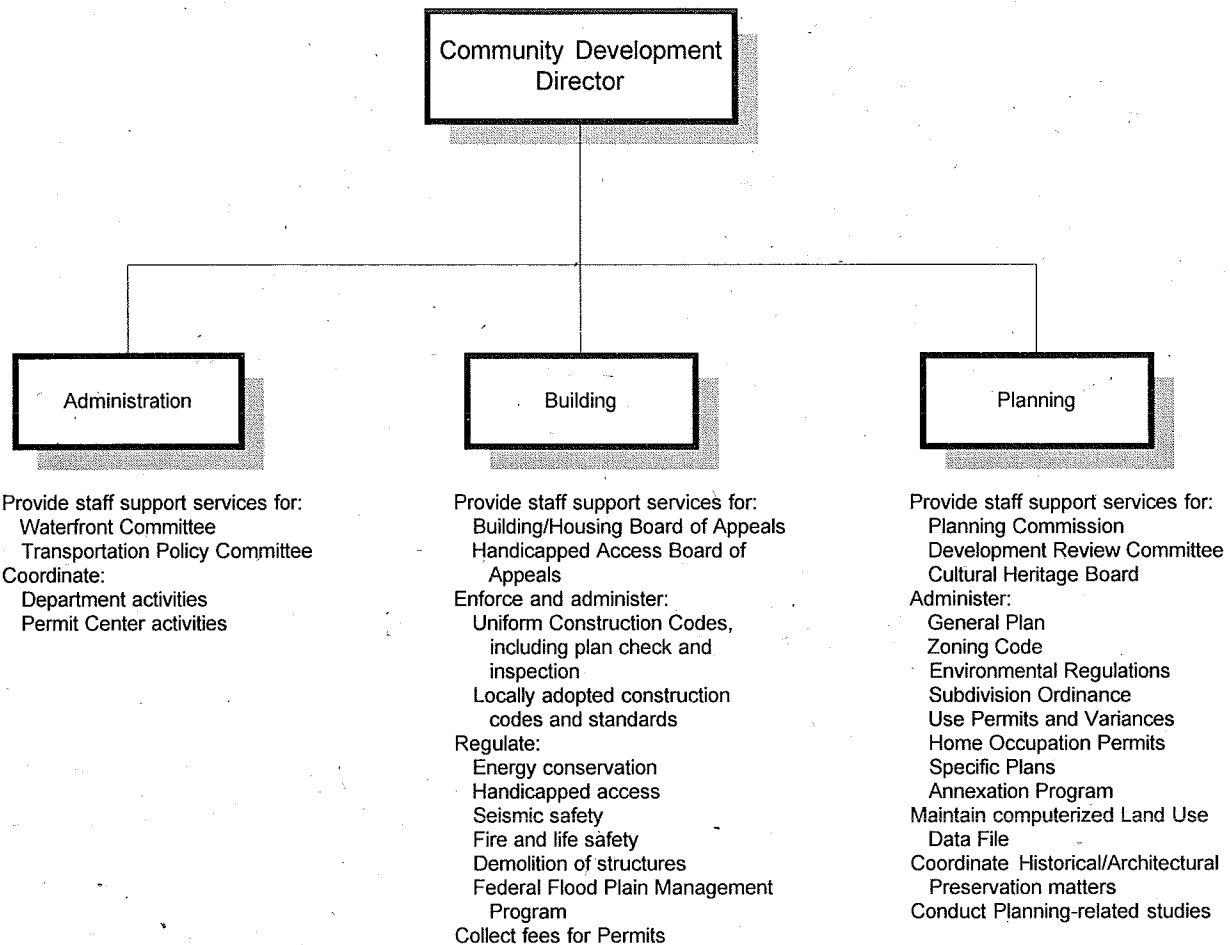 Community Development
Director
Administration
Provide staff support services for:
Waterfront Committee
Transportation Policy Committee
Coordinate:
Department activities
Permit Center activities
Building
Provide staff support services for:
Building/Housing Board of Appeals
Handicapped Access Board of
Appeals
Enforce and administer:
Uniform Construction Codes,
including plan check and
inspection
Locally adopted construction
codes and standards
Regulate:
Energy conservation
Handicapped access
Seismic safety
Fire and life safety
Demolition of structures
Federal Flood Plain Management
Program
Collect fees for Permits
Planning
Provide staff support services for:
Planning Commission
Development Review Committee
Cultural Heritage Board
Administer:
General Plan
Zoning Code
Environmental Regulations
Subdivision Ordinance
Use Permits and Variances
Home Occupation Permits
Specific Plans
Annexation Program
Maintain computerized Land Use
Data File
Coordinate Historical/Architectural
Preservation matters
Conduct Planning-related studies